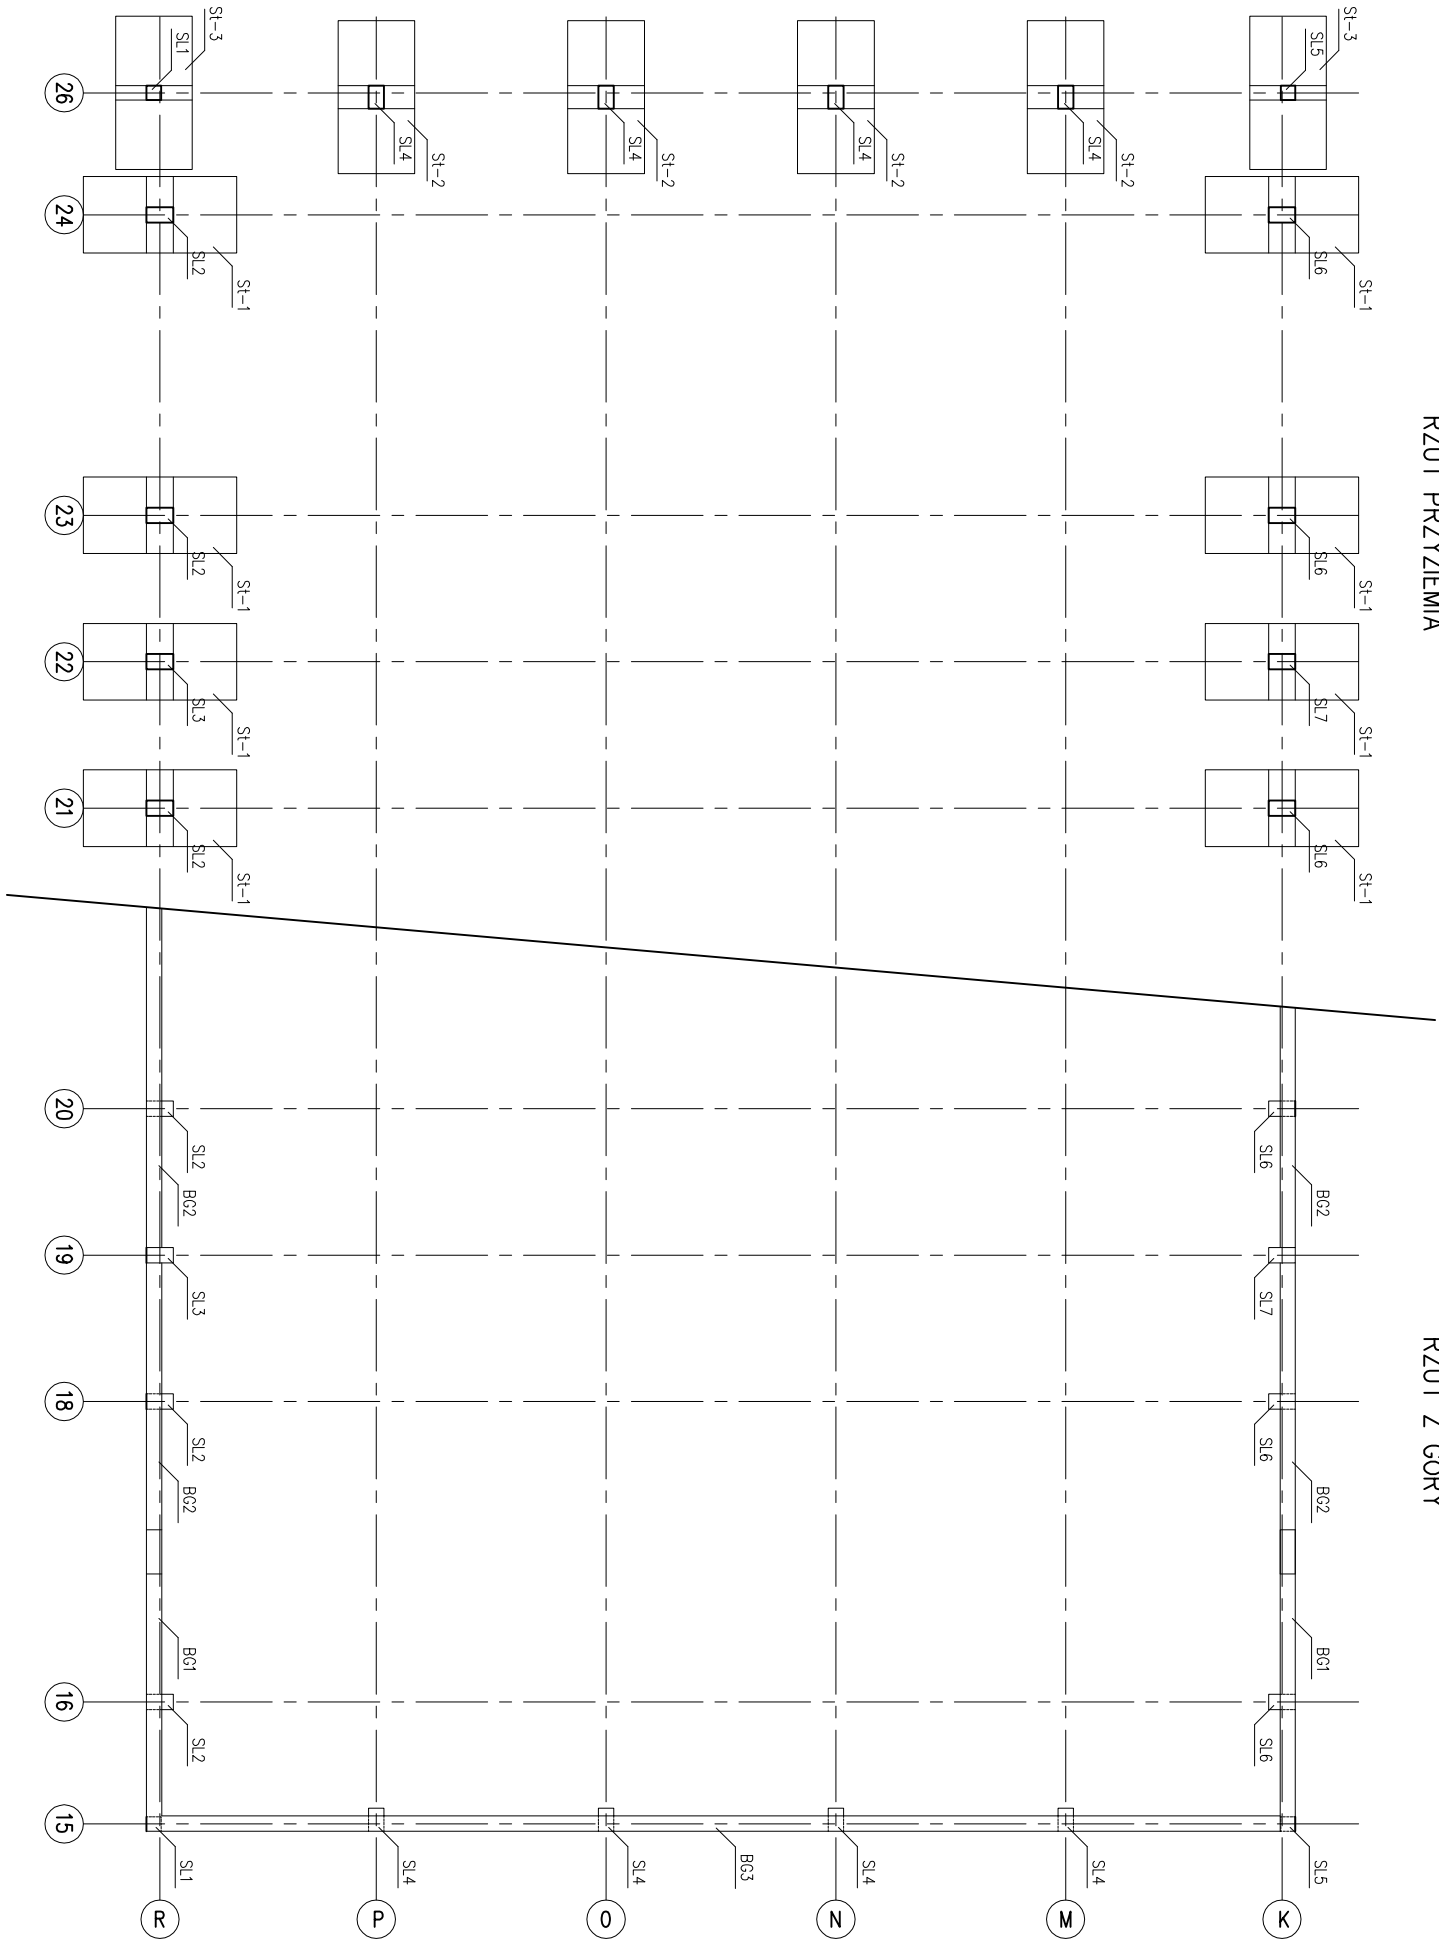 RZUT PRZYZIEMIA
RZUT Z GORY
St-3
St-1
St-1
St-1
St-1
SL5
SL6
SL6
SL7
SL6
BG2
BG2
BG1
SL5
SL6
SL7
SL6
SL6
K
St-2
SL4
SL4
M
St-2
SL4
SL4
N
BG3
St-2
SL4
SL4
O
St-2
SL4
SL4
P
St-3
St-1
St-1
St-1
St-1
SL1
SL2
SL2
SL3
SL2
SL2
SL3
SL2
SL2
BG2
BG2
BG1
SL1
R
26
24
23
22
21
20
19
18
16
15